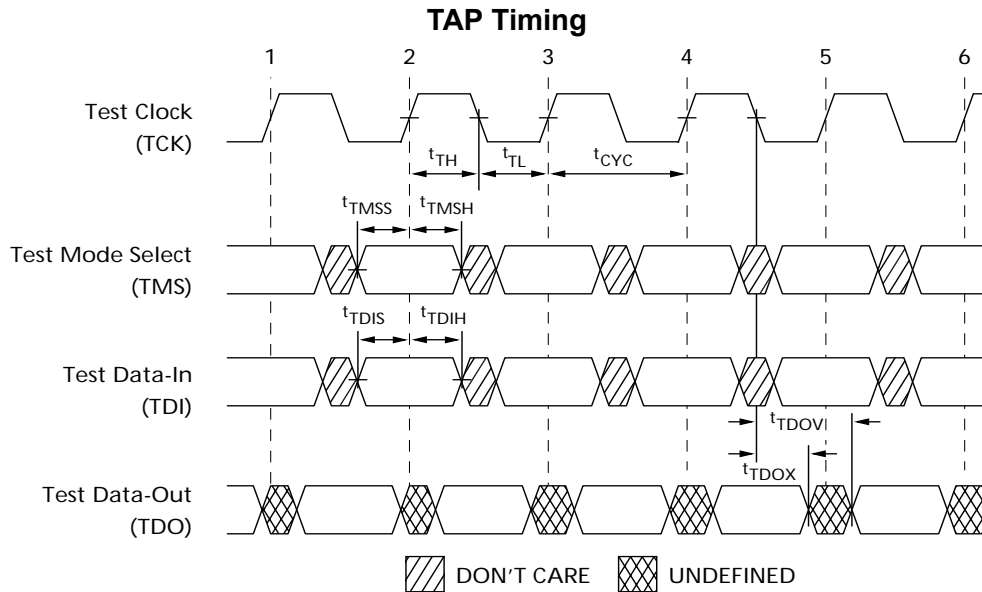 TAP Timing
1 2 3 4 5 6
Test Clock
(TCK)
tTH tTL tCYC
tTMSS tTMSH
Test Mode Select
(TMS)
tTDIS tTDIH
Test Data-In
(TDI)
tTDOV
tTDOX
Test Data-Out
(TDO)
DON'T CARE UNDEFINED